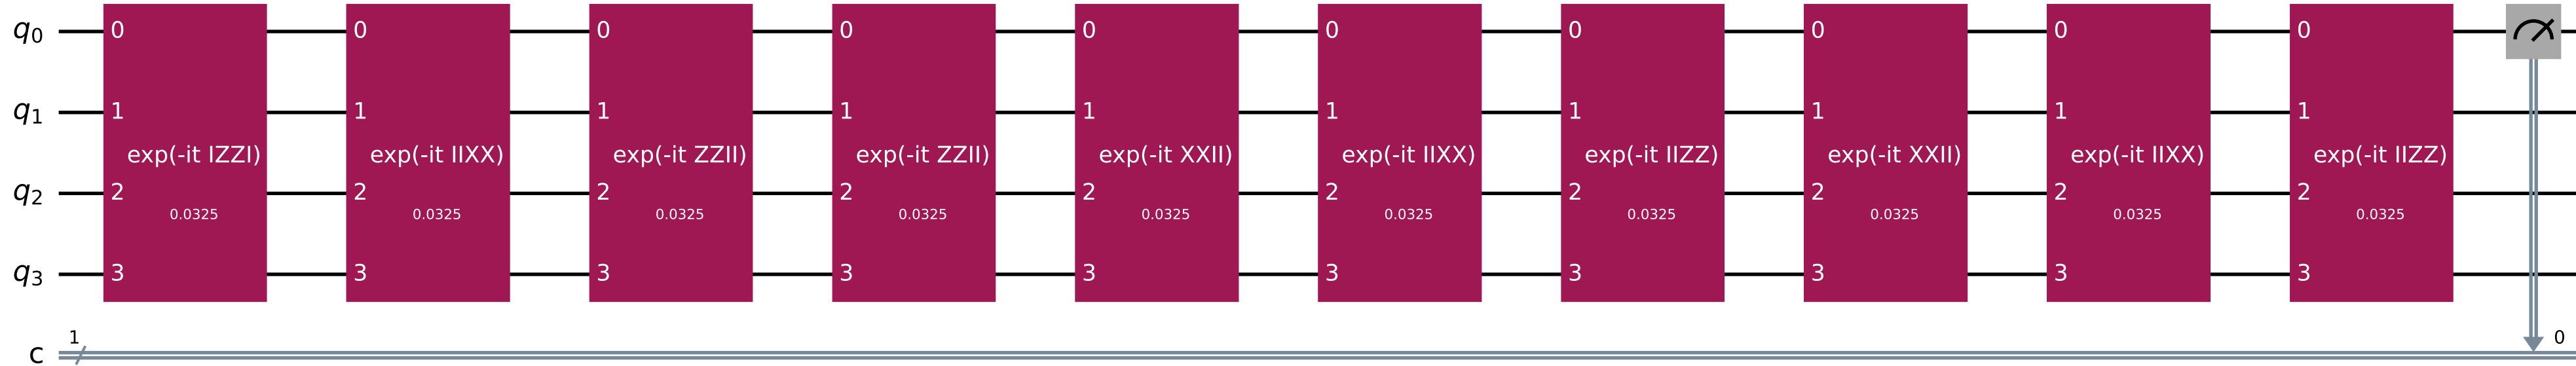 q0 0 0 0 0 0 0 0 0 0 0
q1 1 1 1 1 1 1 1 1 1 1
exp(-it IZZI) exp(-it IIXX) exp(-it ZZII) exp(-it ZZII) exp(-it XXII) exp(-it IIXX) exp(-it IIZZ) exp(-it XXII) exp(-it IIXX) exp(-it IIZZ)
q2 2 2 2 2 2 2 2 2 2 2
0.0325 0.0325 0.0325 0.0325 0.0325 0.0325 0.0325 0.0325 0.0325 0.0325
q3 3 3 3 3 3 3 3 3 3 3
1 0
c